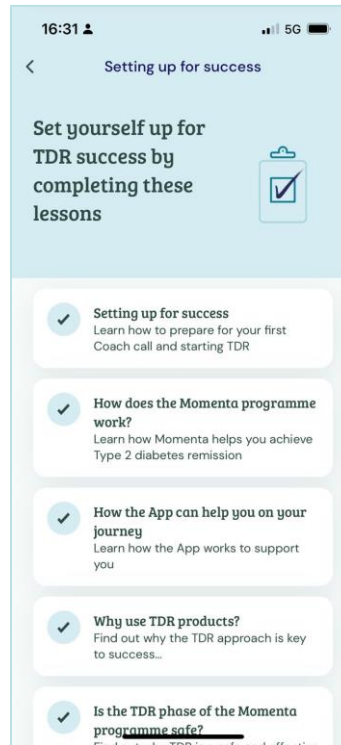 16:31
5G
Setting up for success
Set yourself up for
TDR success by
completing these
lessons
Setting up for success
Learn how to prepare for your first
Coach call and starting TDR
How does the Momenta programme
work?
Learn how Momenta helps you achieve
Type 2 diabetes remission
How the App can help you on your
journey
Learn how the App works to support
you
Why use TDR products?
Find out why the TDR approach is key
to success...
Is the TDR phase of the Momenta
programme safe?